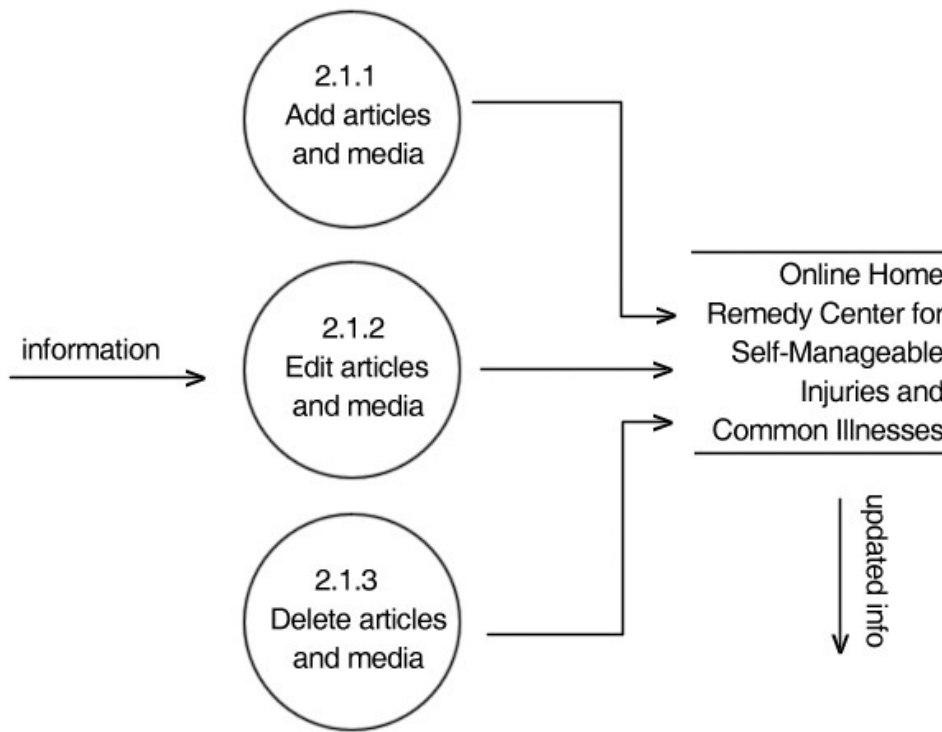 2.1.1
Add articles
and media
information
2.1.2
Edit articles
and media
2.1.3
Delete articles
and media
Online Home
Remedy Center for
Self-Manageable
Injuries and
Common Illnesses
updated info